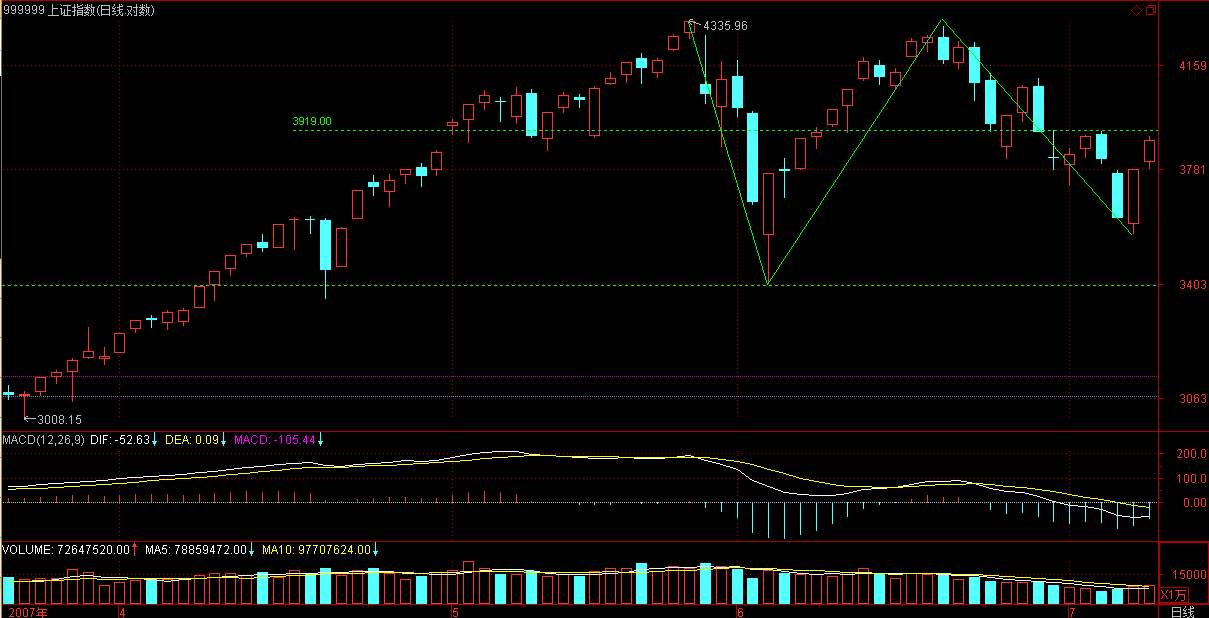 999999 上证指数(日线.对数)
4335.96
4159
3919.00
3781
3403
3063
3008.15
MACD(12,26,9) DIF: -52.63↓ DEA: 0.09↓ MACD: -105.44↓
200.0
100.0
0.00
VOLUME: 72647520.00↑ MA5: 78859472.00↓ MA10: 97707624.00↓
15000
X1万
2007年 4 5 6 7 日线